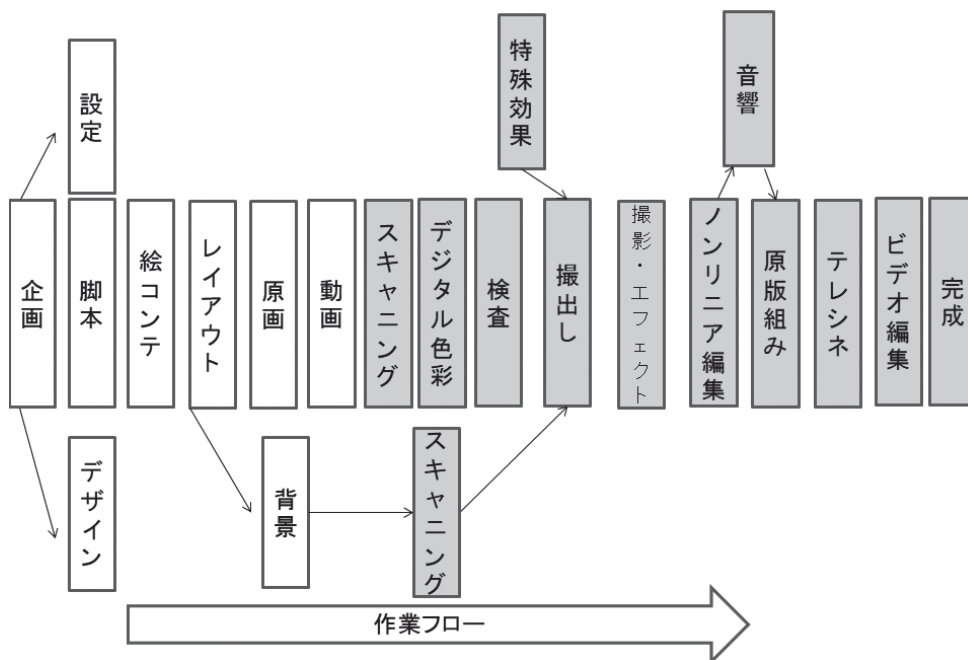 設定
特殊効果
音響
企画
脚本
絵コンテ
レイアウト
原画
動画
スキャニング
デジタル色彩
検査
撮出し
撮影・エフェクト
ノンリニア編集
原版組み
テレシネ
ビデオ編集
完成
デザイン
背景
スキャニング
作業フロー